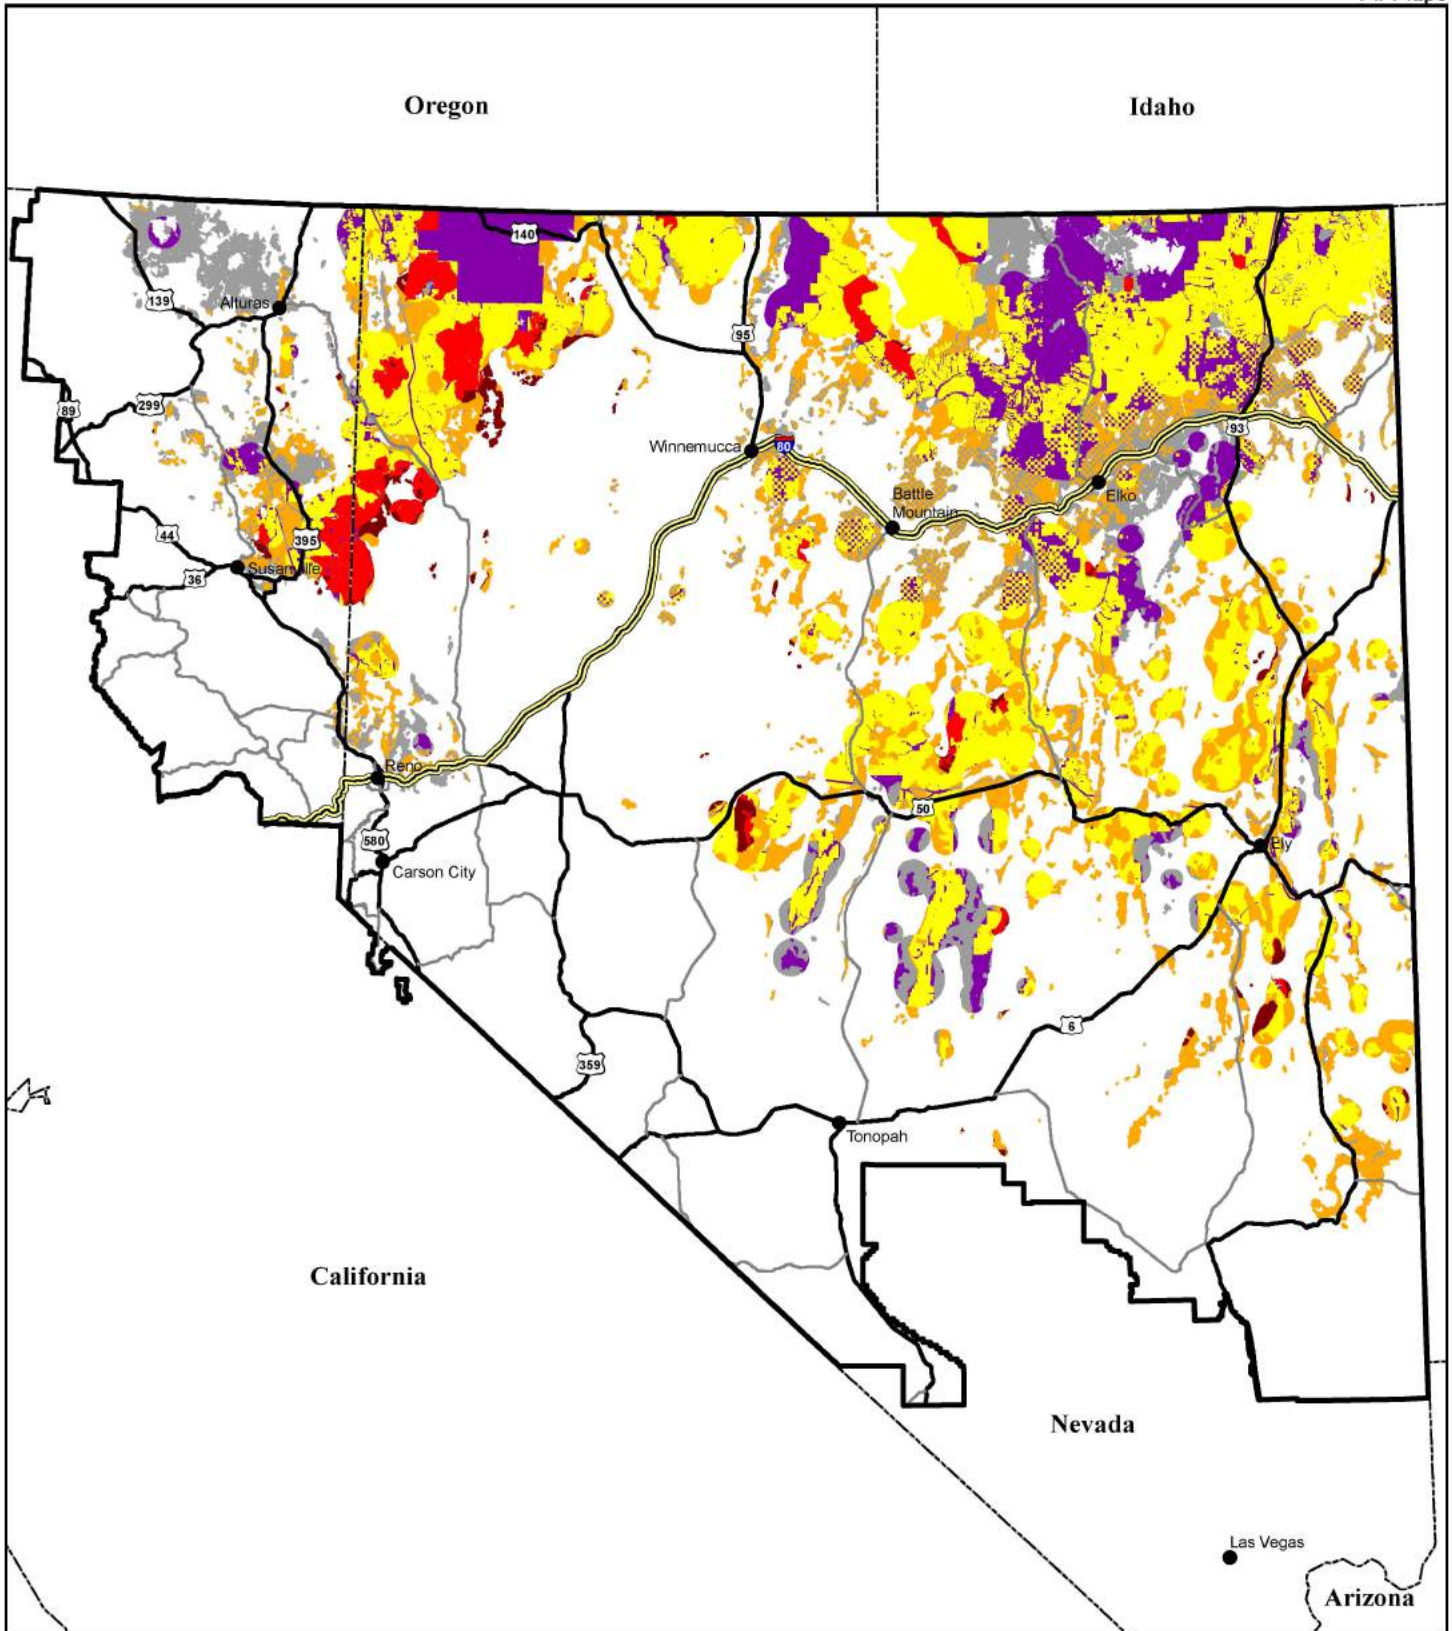 Oregon
Idaho
140
139
Alturas
95
89
299
93
Winnemucca
80
Elko
Battle
Mountain
44
395
36
Susanville
Reno
50
580
Ely
Carson City
6
359
Tonopah
California
Nevada
Las Vegas
Arizona